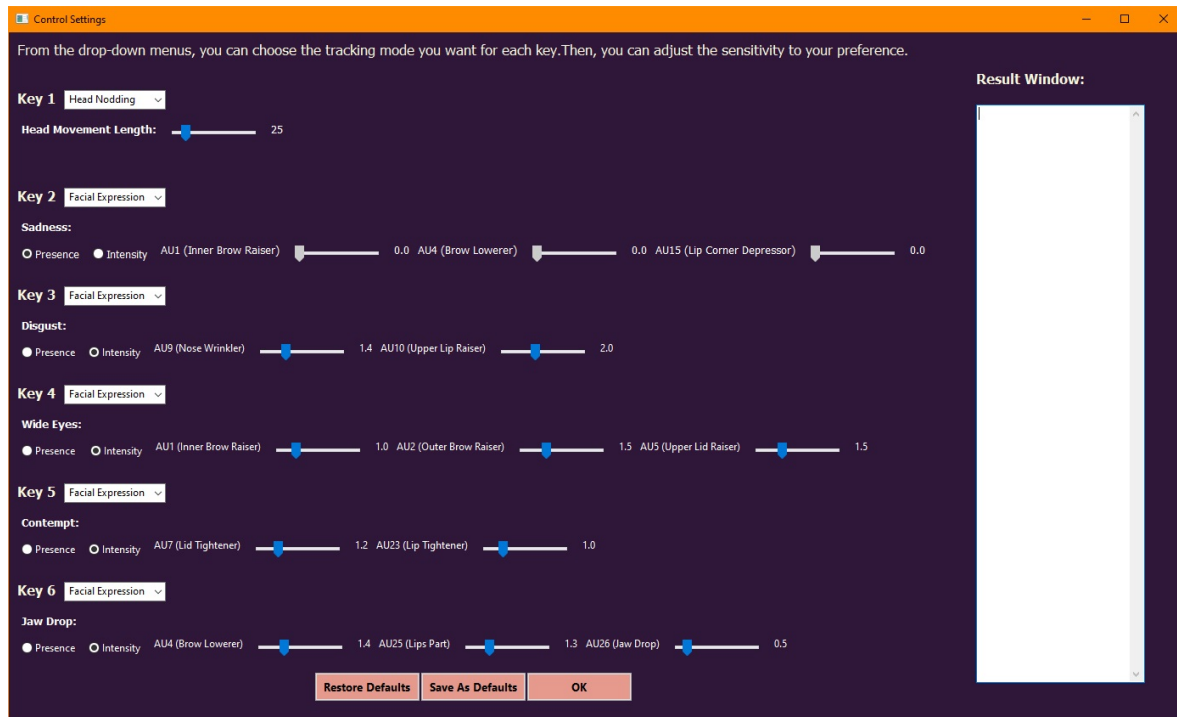 Control Settings
From the drop-down menus, you can choose the tracking mode you want for each key.Then, you can adjust the sensitivity to your preference.
Result Window:
Key 1 Head Nodding
Head Movement Length: 25
Key 2 Facial Expression
Sadness:
Presence Intensity AU1 (Inner Brow Raiser) 0.0 AU4 (Brow Lowerer) 0.0 AU15 (Lip Corner Depressor) 0.0
Key 3 Facial Expression
Disgust:
Presence Intensity AU9 (Nose Wrinkler) 1.4 AU10 (Upper Lip Raiser) 2.0
Key 4 Facial Expression
Wide Eyes:
Presence Intensity AU1 (Inner Brow Raiser) 1.0 AU2 (Outer Brow Raiser) 1.5 AU5 (Upper Lid Raiser) 1.5
Key 5 Facial Expression
Contempt:
Presence Intensity AU7 (Lid Tightener) 1.2 AU23 (Lip Tightener) 1.0
Key 6 Facial Expression
Jaw Drop:
Presence Intensity AU4 (Brow Lowerer) 1.4 AU25 (Lips Part) 1.3 AU26 (Jaw Drop) 0.5
Restore Defaults Save As Defaults OK